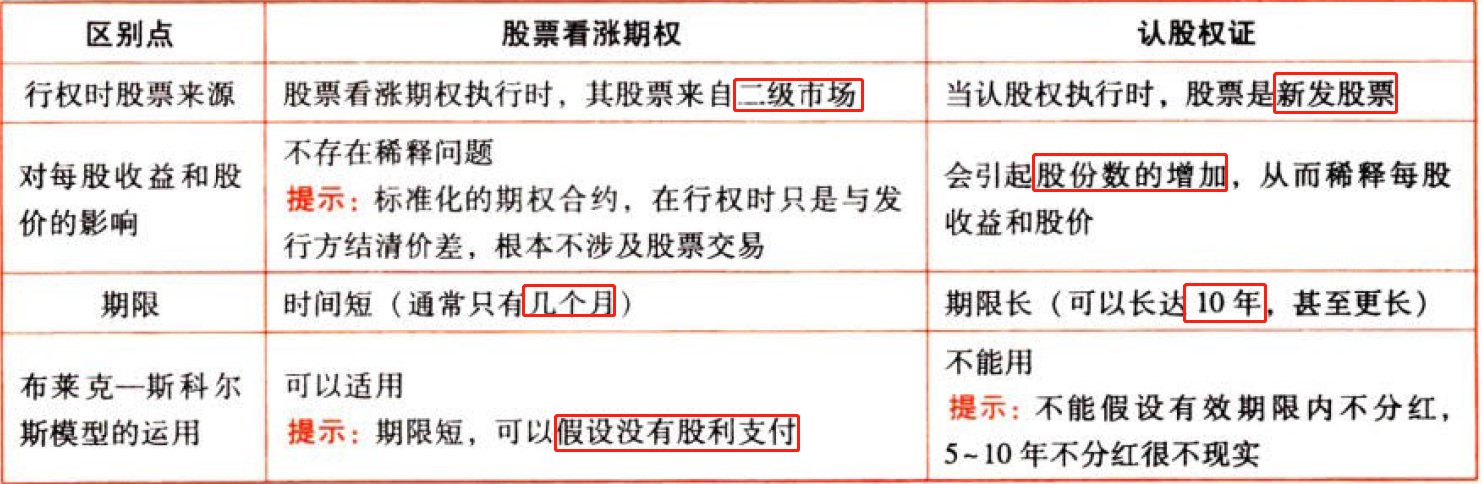 区别点
股票看涨期权
认股权证
行权时股票来源
股票看涨期权执行时，其股票来自二级市场
当认股权执行时，股票是新发股票
对每股收益和股
价的影响
不存在稀释问题
提示：标准化的期权合约，在行权时只是与发
行方结清价差，根本不涉及股票交易
会引起股份数的增加，从而稀释每股
收益和股价
期限
时间短（通常只有几个月）
期限长（可以长达 10 年，甚至更长）
布莱克—斯科尔
斯模型的运用
可以适用
提示：期限短，可以假设没有股利支付
不能用
提示：不能假设有效期限内不分红，
5~10 年不分红很不现实